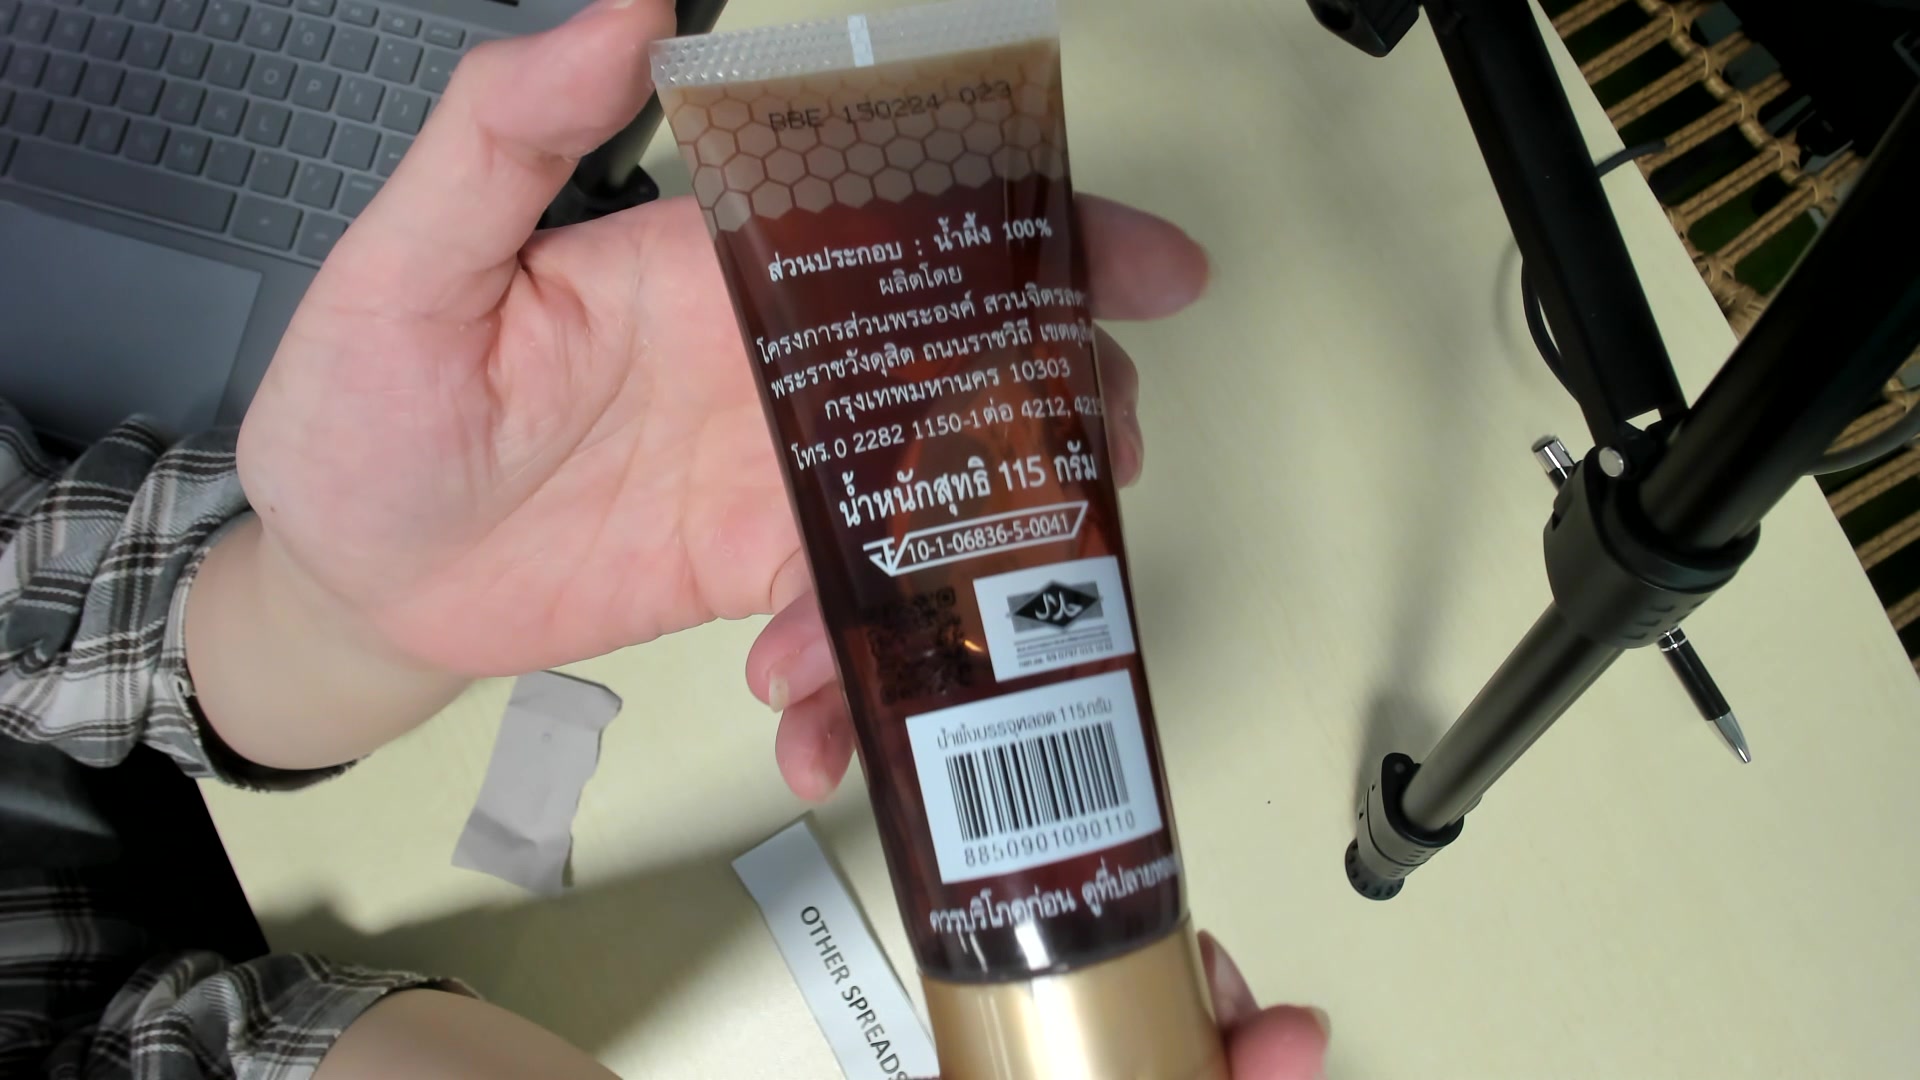 BBE 150224 023
ส่วนประกอบ : น้ำผึ้ง 100%
ผลิตโดย
โครงการส่วนพระองค์ สวนจิตรลดา
พระราชวังดุสิต ถนนราชวิถี เขตดุสิต
กรุงเทพมหานคร 10303
โทร. 0 2282 1150-1 ต่อ 4212, 4215
น้ำหนักสุทธิ 115 กรัม
10-1-06836-5-0041
حلال
น้ำผึ้งบรรจุหลอด 115 กรัม
8850901090110
ควรบริโภคก่อน ดูที่ปลายหลอด
OTHER SPREADS